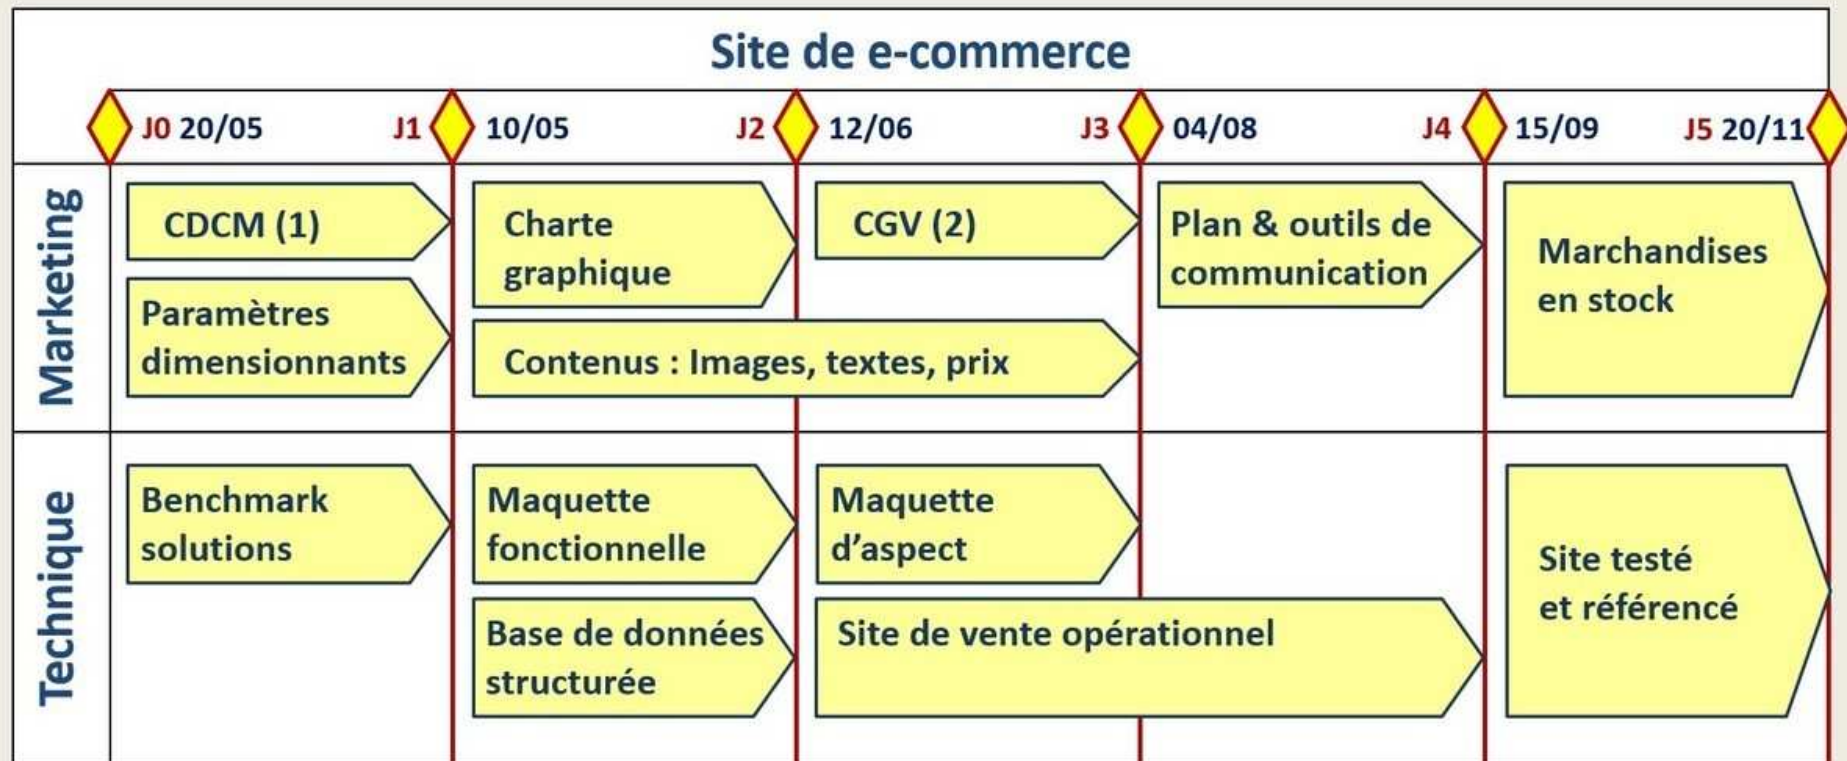 Site de e-commerce
J0 20/05 J1 10/05 J2 12/06 J3 04/08 J4 15/09 J5 20/11
Marketing
CDCM (1)
Paramètres
dimensionnants
Charte
graphique
Contenus : Images, textes, prix
CGV (2)
Plan & outils de
communication
Marchandises
en stock
Technique
Benchmark
solutions
Maquette
fonctionnelle
Base de données
structurée
Maquette
d’aspect
Site de vente opérationnel
Site testé
et référencé